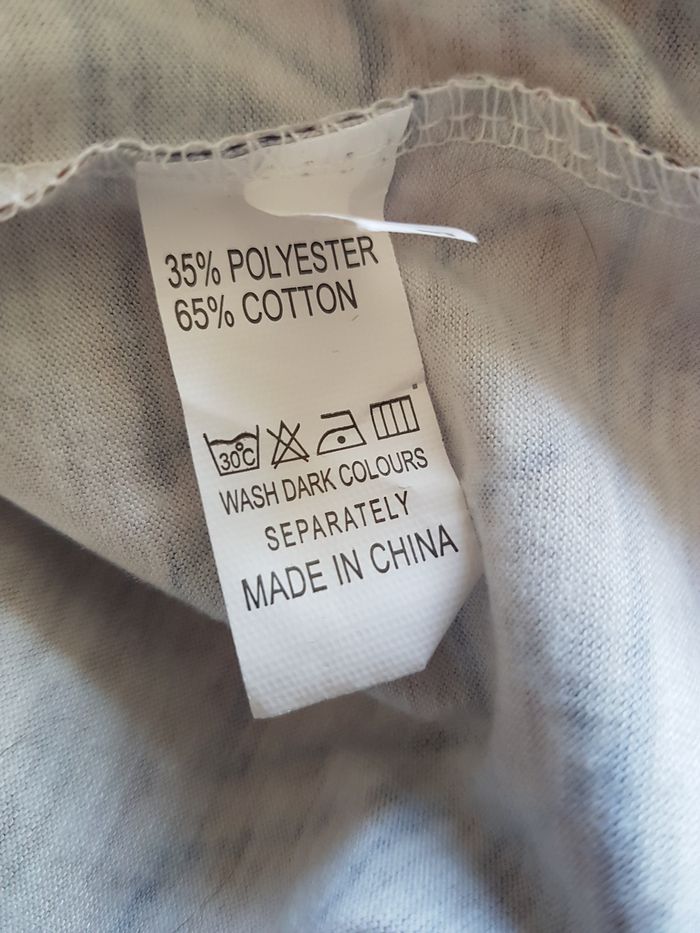 35% POLYESTER
65% COTTON
30°C
WASH DARK COLOURS
SEPARATELY
MADE IN CHINA